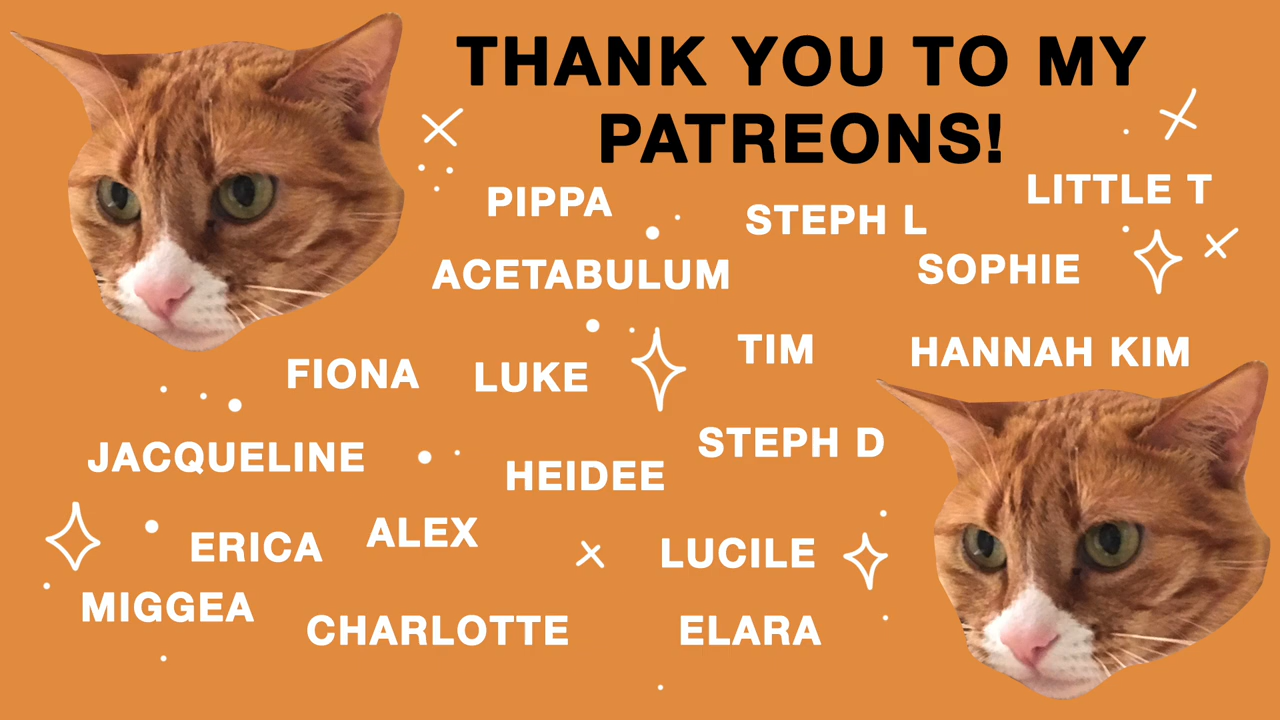 THANK YOU TO MY
PATREONS!
LITTLE T
PIPPA
STEPH L
SOPHIE
ACETABULUM
TIM
HANNAH KIM
FIONA
LUKE
STEPH D
JACQUELINE
HEIDEE
ALEX
ERICA
LUCILE
MIGGEA
CHARLOTTE
ELARA